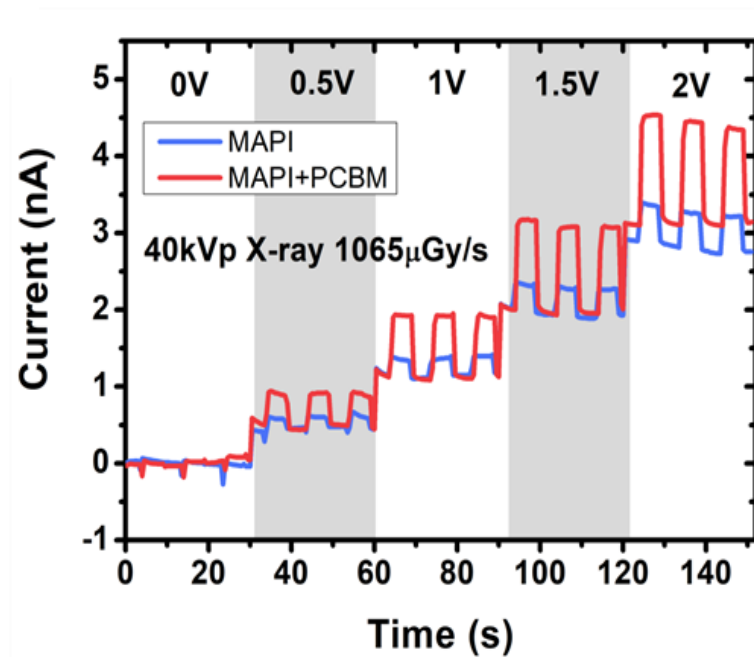 0V 0.5V 1V 1.5V 2V
MAPI
MAPI+PCBM
40kVp X-ray 1065μGy/s
Current (nA)
5
4
3
2
1
0
-1
0 20 40 60 80 100 120 140
Time (s)